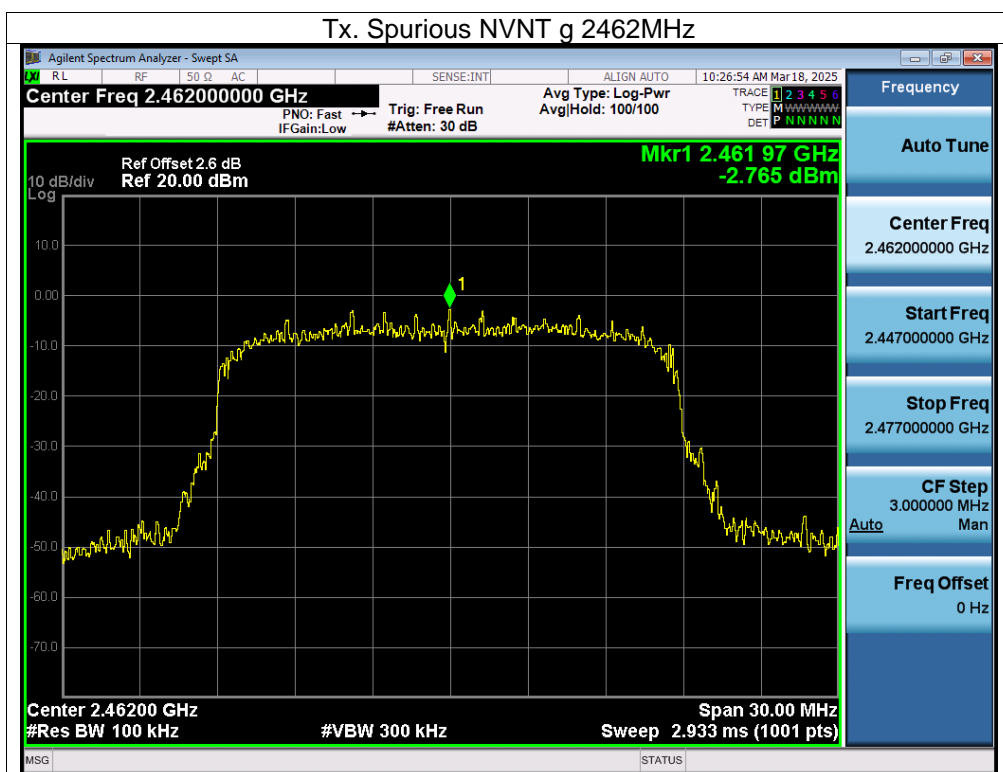 Tx. Spurious NVNT g 2462MHz
Agilent Spectrum Analyzer - Swept SA
LXI RL RF 50 Ω AC SENSE:INT ALIGN AUTO 10:26:54 AM Mar 18, 2025
Center Freq 2.462000000 GHz
PNO: Fast
IFGain:Low
Trig: Free Run
#Atten: 30 dB
Avg Type: Log-Pwr
Avg|Hold: 100/100
TRACE 1 2 3 4 5 6
TYPE M WWWWW
DET P N N N N N
Mkr1 2.461 97 GHz
-2.765 dBm
Ref Offset 2.6 dB
10 dB/div Ref 20.00 dBm
Log
10.0
0.00
-10.0
-20.0
-30.0
-40.0
-50.0
-60.0
-70.0
1
Center 2.46200 GHz Span 30.00 MHz
#Res BW 100 kHz #VBW 300 kHz Sweep 2.933 ms (1001 pts)
MSG STATUS
Frequency
Auto Tune
Center Freq
2.462000000 GHz
Start Freq
2.447000000 GHz
Stop Freq
2.477000000 GHz
CF Step
3.000000 MHz
Auto Man
Freq Offset
0 Hz